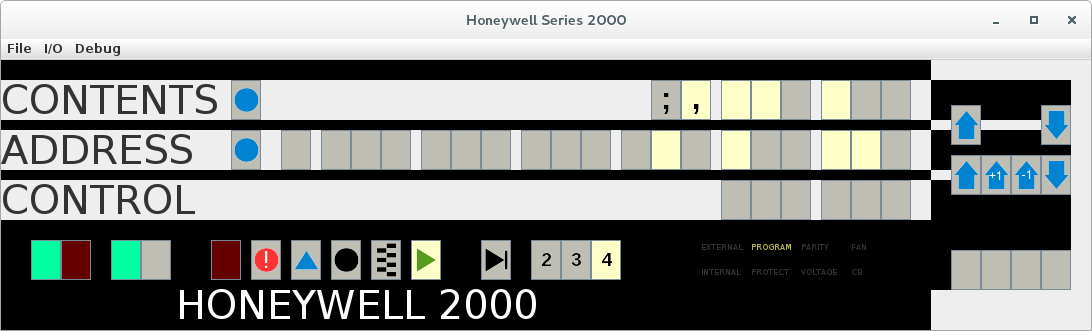 Honeywell Series 2000
File I/O Debug
CONTENTS ; ,
ADDRESS
+1 -1
CONTROL
! 2 3 4
EXTERNAL PROGRAM PARITY FAN
INTERNAL PROTECT VOLTAGE CB
HONEYWELL 2000